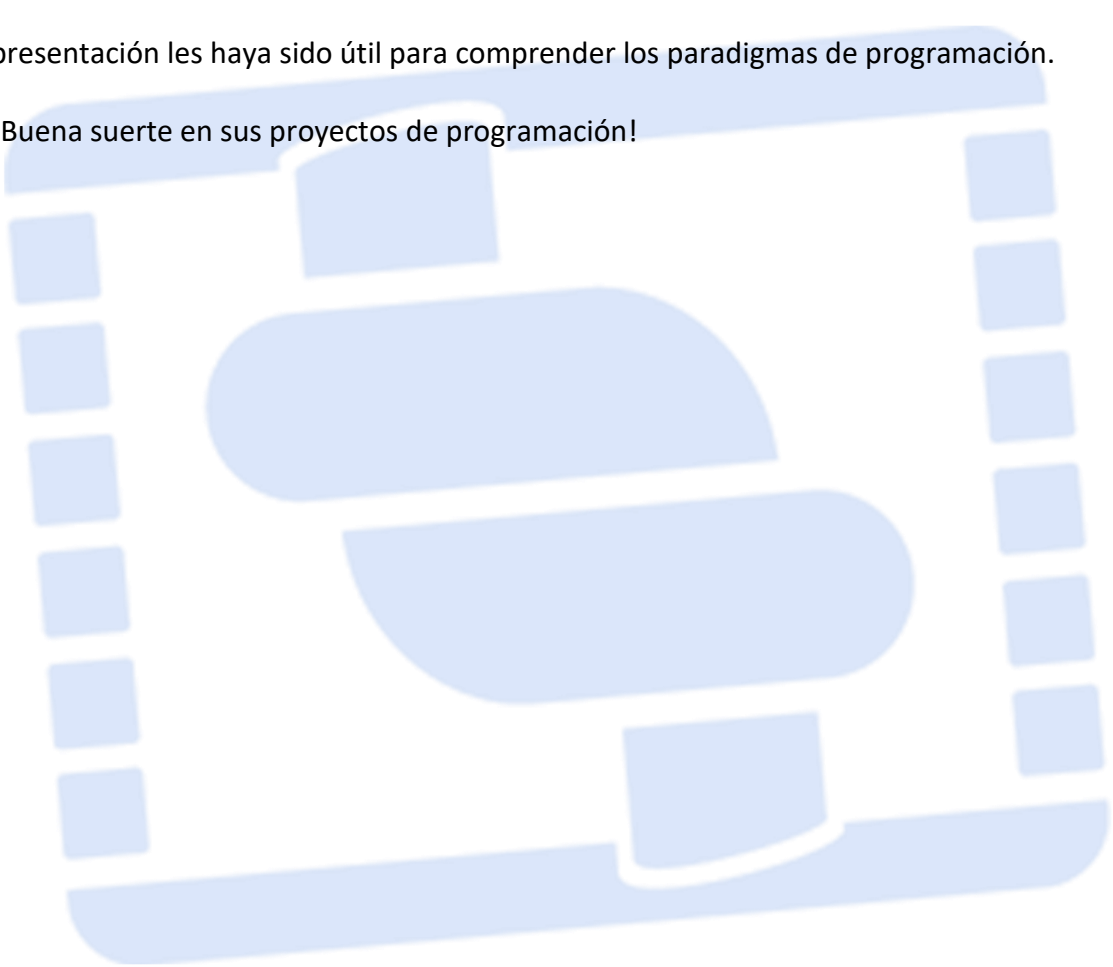 presentación les haya sido útil para comprender los paradigmas de programación.
Buena suerte en sus proyectos de programación!